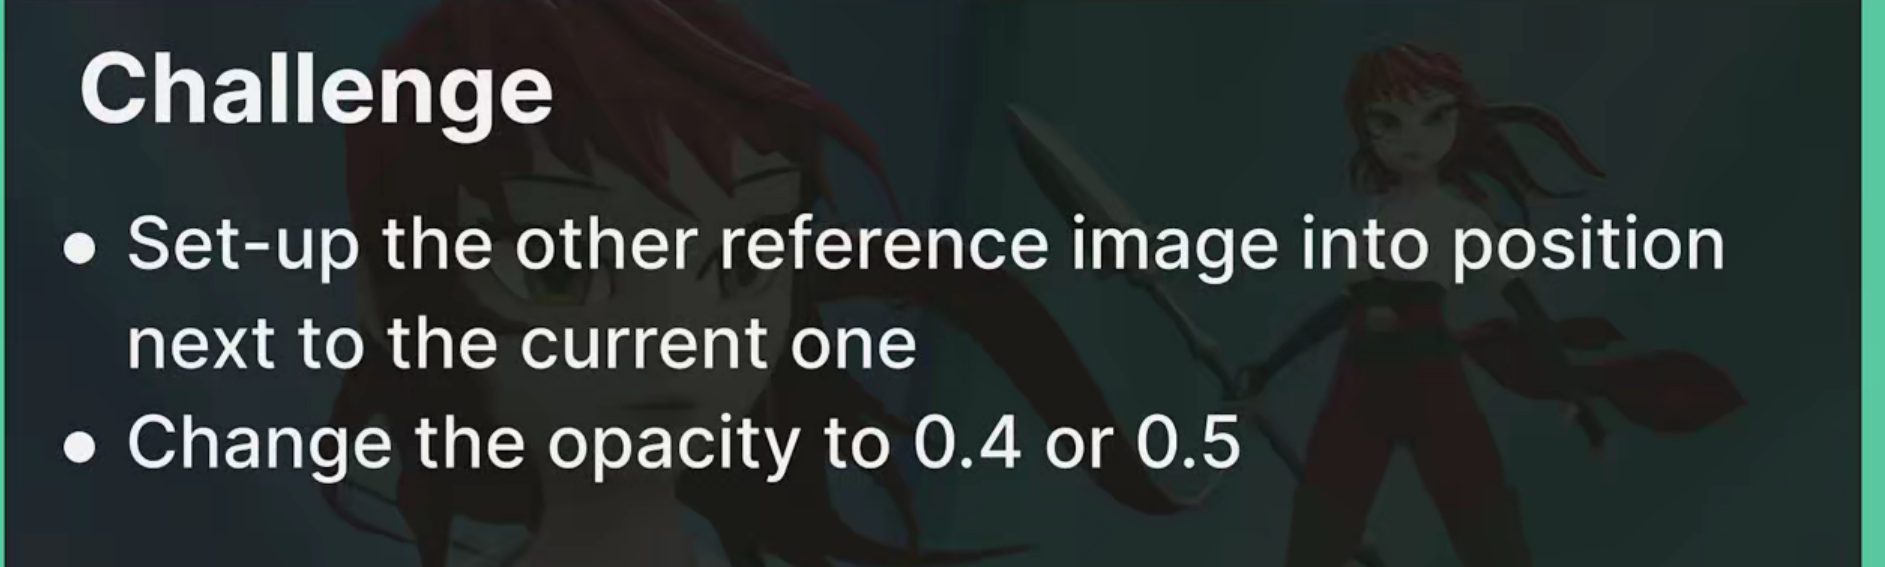 Challenge
• Set-up the other reference image into position
next to the current one
• Change the opacity to 0.4 or 0.5